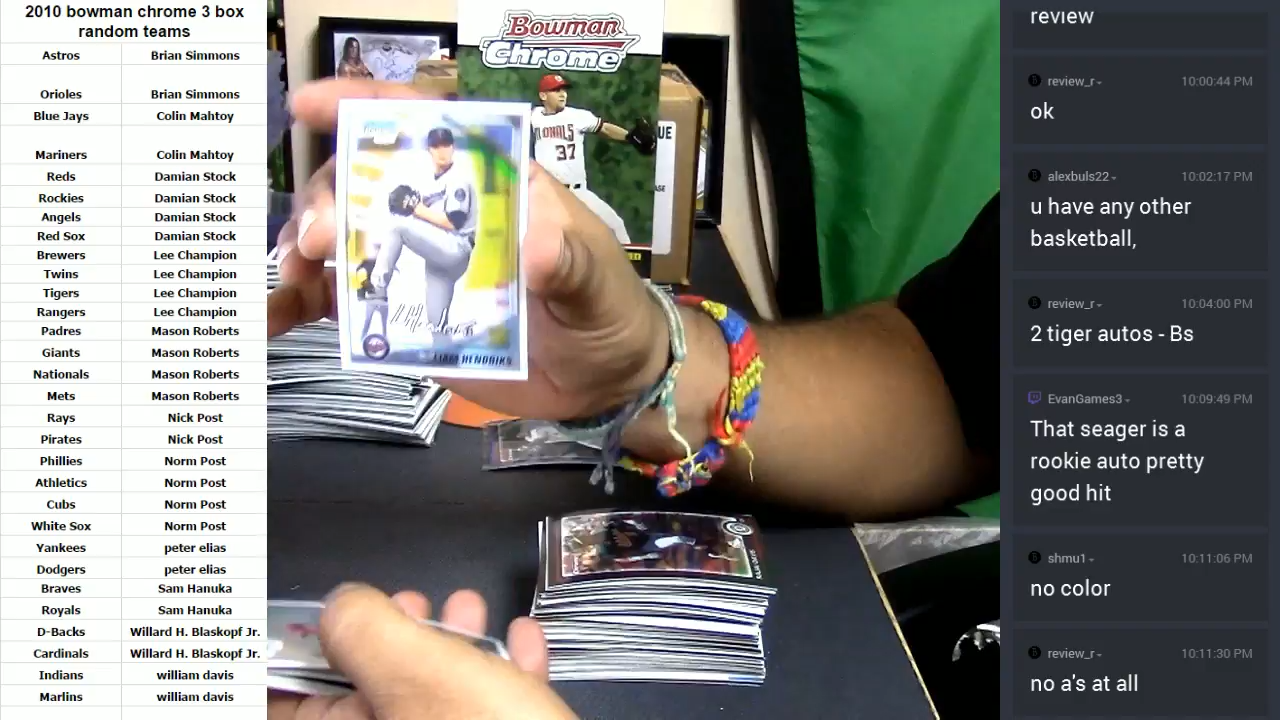 2010 bowman chrome 3 box
random teams
Astros Brian Simmons
Orioles Brian Simmons
Blue Jays Colin Mahtoy
Mariners Colin Mahtoy
Reds Damian Stock
Rockies Damian Stock
Angels Damian Stock
Red Sox Damian Stock
Brewers Lee Champion
Twins Lee Champion
Tigers Lee Champion
Rangers Lee Champion
Padres Mason Roberts
Giants Mason Roberts
Nationals Mason Roberts
Mets Mason Roberts
Rays Nick Post
Pirates Nick Post
Phillies Norm Post
Athletics Norm Post
Cubs Norm Post
White Sox Norm Post
Yankees peter elias
Dodgers peter elias
Braves Sam Hanuka
Royals Sam Hanuka
D-Backs Willard H. Blaskopf Jr.
Cardinals Willard H. Blaskopf Jr.
Indians william davis
Marlins william davis
Bowman
Chrome
37
LIAM HENDRIKS
review
review_r 10:00:44 PM
ok
alexbuls22 10:02:17 PM
u have any other
basketball,
review_r 10:04:00 PM
2 tiger autos - Bs
EvanGames3 10:09:49 PM
That seager is a
rookie auto pretty
good hit
shmu1 10:11:06 PM
no color
review_r 10:11:30 PM
no a's at all